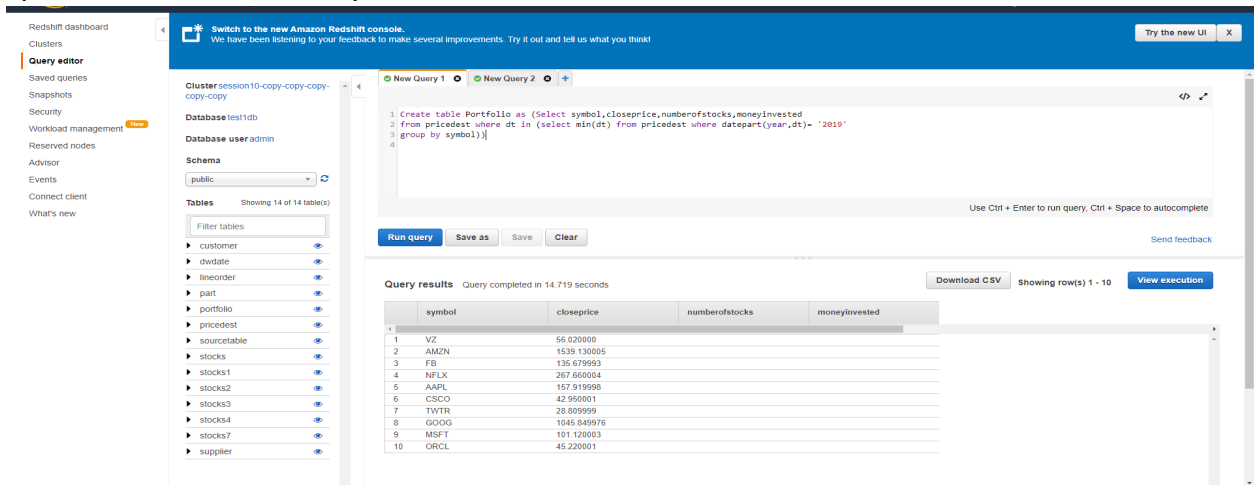 Redshift dashboard
Clusters
Query editor
Saved queries
Snapshots
Security
Workload management New
Reserved nodes
Advisor
Events
Connect client
What's new
Switch to the new Amazon Redshift console.
We have been listening to your feedback to make several improvements. Try it out and tell us what you think!
Try the new UI X
Cluster session10-copy-copy-copy-
copy-copy
Database test1db
Database user admin
Schema
public
Tables Showing 14 of 14 table(s)
Filter tables
customer
dwdate
lineorder
part
portfolio
pricedest
sourcetable
stocks
stocks1
stocks2
stocks3
stocks4
stocks7
supplier
New Query 1 New Query 2 +
1 Create table Portfolio as (Select symbol,closeprice,numberofstocks,moneyinvested
2 from pricedest where dt in (select min(dt) from pricedest where datepart(year,dt)= '2019'
3 group by symbol))
4
Use Ctrl + Enter to run query, Ctrl + Space to autocomplete
Run query Save as Save Clear
Send feedback
Query results Query completed in 14.719 seconds
Download CSV Showing row(s) 1 - 10 View execution
symbol closeprice numberofstocks moneyinvested
1 VZ 56.020000
2 AMZN 1539.130005
3 FB 135.679993
4 NFLX 267.660004
5 AAPL 157.919998
6 CSCO 42.950001
7 TWTR 28.809999
8 GOOG 1045.849976
9 MSFT 101.120003
10 ORCL 45.220001